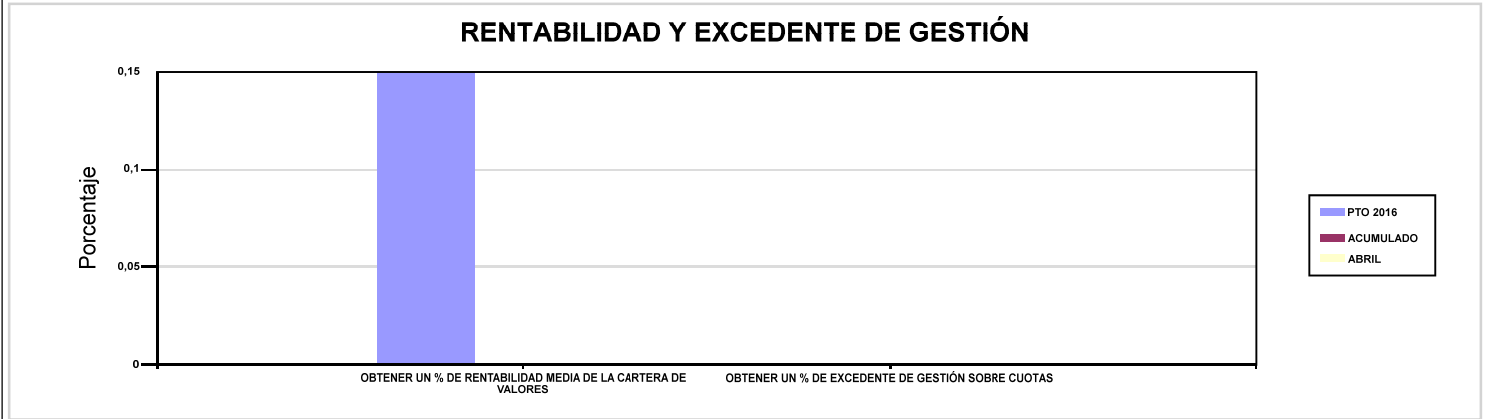 RENTABILIDAD Y EXCEDENTE DE GESTIÓN
0,15
0,1
0,05
0
Porcentaje
OBTENER UN % DE RENTABILIDAD MEDIA DE LA CARTERA DE
VALORES
OBTENER UN % DE EXCEDENTE DE GESTIÓN SOBRE CUOTAS
PTO 2016
ACUMULADO
ABRIL